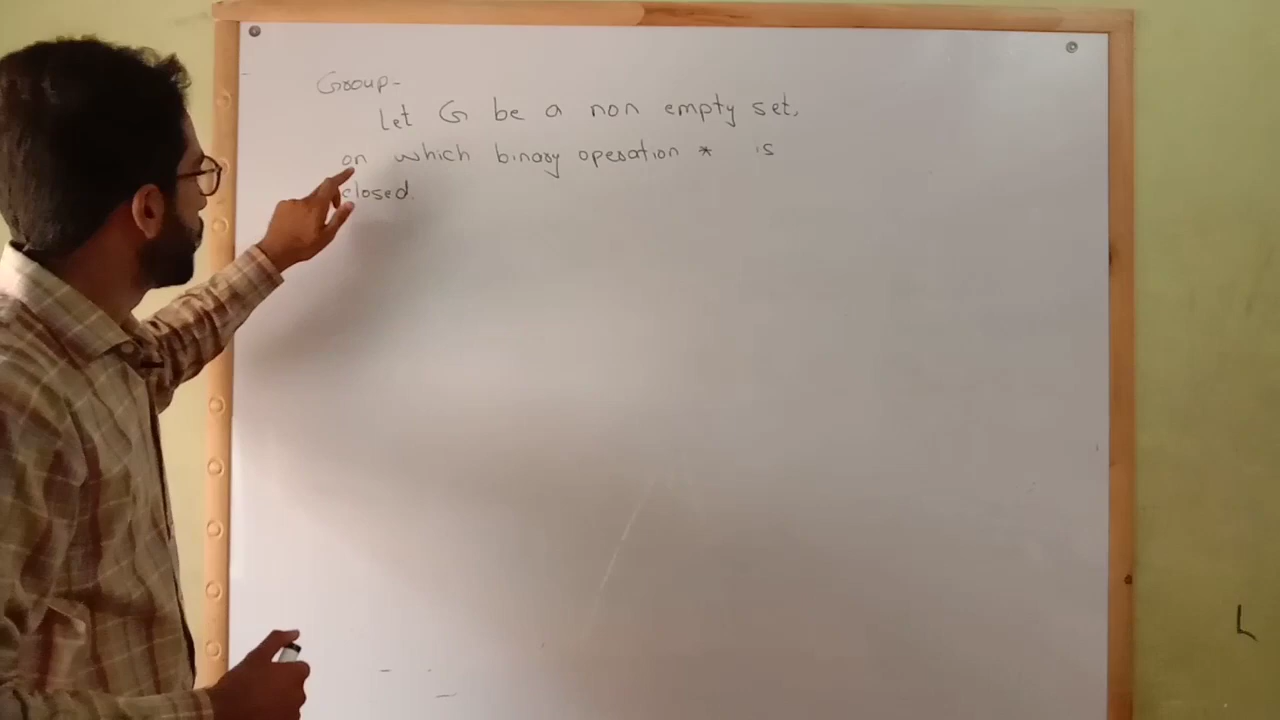 Group-
Let G be a non empty set,
on which binary operation * is
closed.